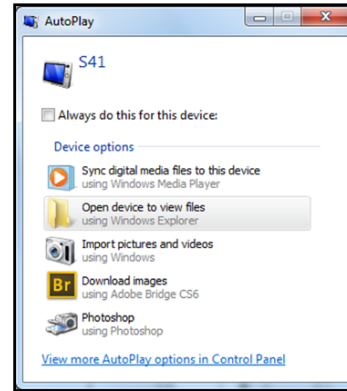 AutoPlay
S41
Always do this for this device:
Device options
Sync digital media files to this device
using Windows Media Player
Open device to view files
using Windows Explorer
Import pictures and videos
using Windows
Br
Download images
using Adobe Bridge CS6
Photoshop
using Photoshop
View more AutoPlay options in Control Panel